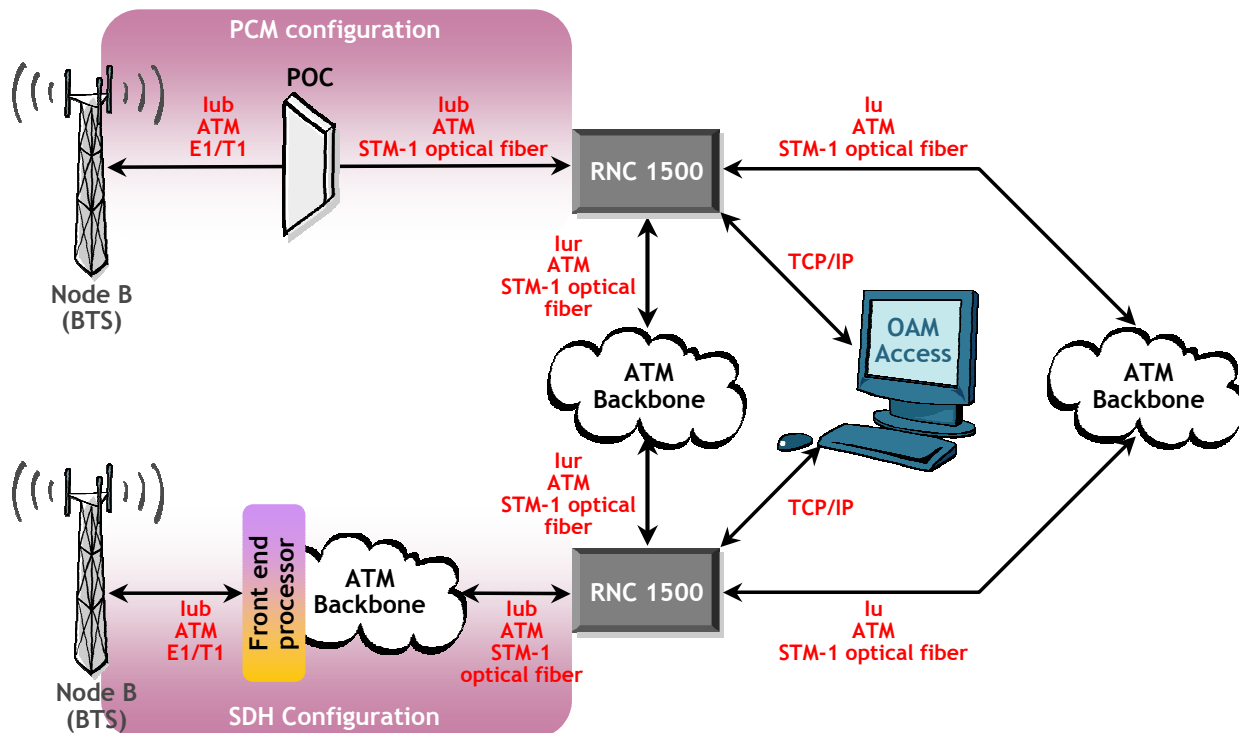 PCM configuration
POC
Iub
ATM
E1/T1
Iub
ATM
STM-1 optical fiber
Iu
ATM
STM-1 optical fiber
RNC 1500
Node B
(BTS)
Iur
ATM
STM-1 optical
fiber
TCP/IP
OAM
Access
ATM
Backbone
ATM
Backbone
Iur
ATM
STM-1 optical
fiber
TCP/IP
Front end
processor
ATM
Backbone
RNC 1500
Iub
ATM
E1/T1
Iub
ATM
STM-1
optical fiber
Iu
ATM
STM-1 optical fiber
Node B
(BTS)
SDH Configuration